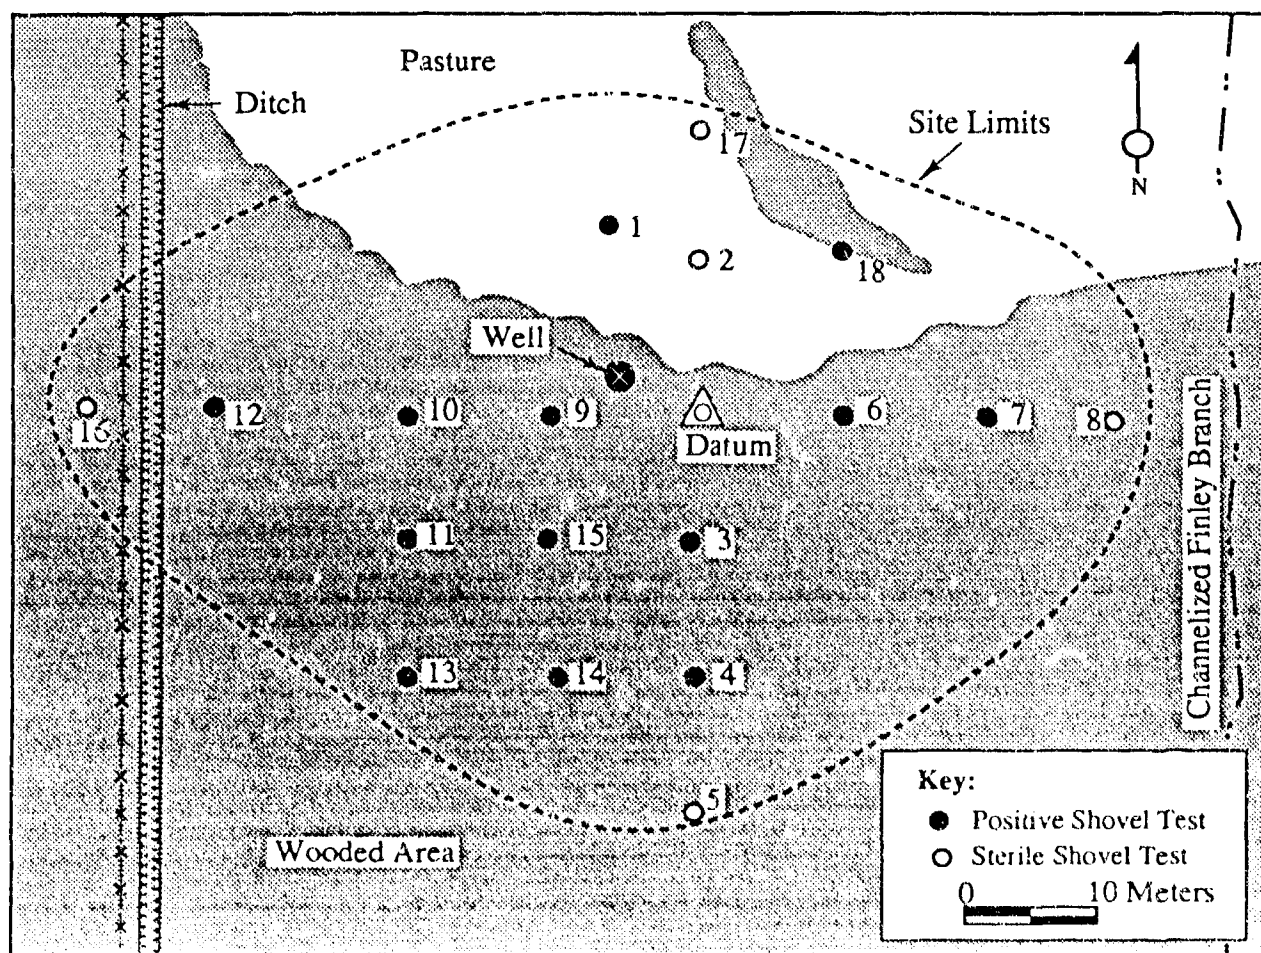 Pasture
Ditch
Site Limits
17
N
1
2
18
Well
16
12
10
9
Datum
6
7
8
11
15
3
13
14
4
5
Channelized Finley Branch
Wooded Area
Key:
Positive Shovel Test
Sterile Shovel Test
0 10 Meters